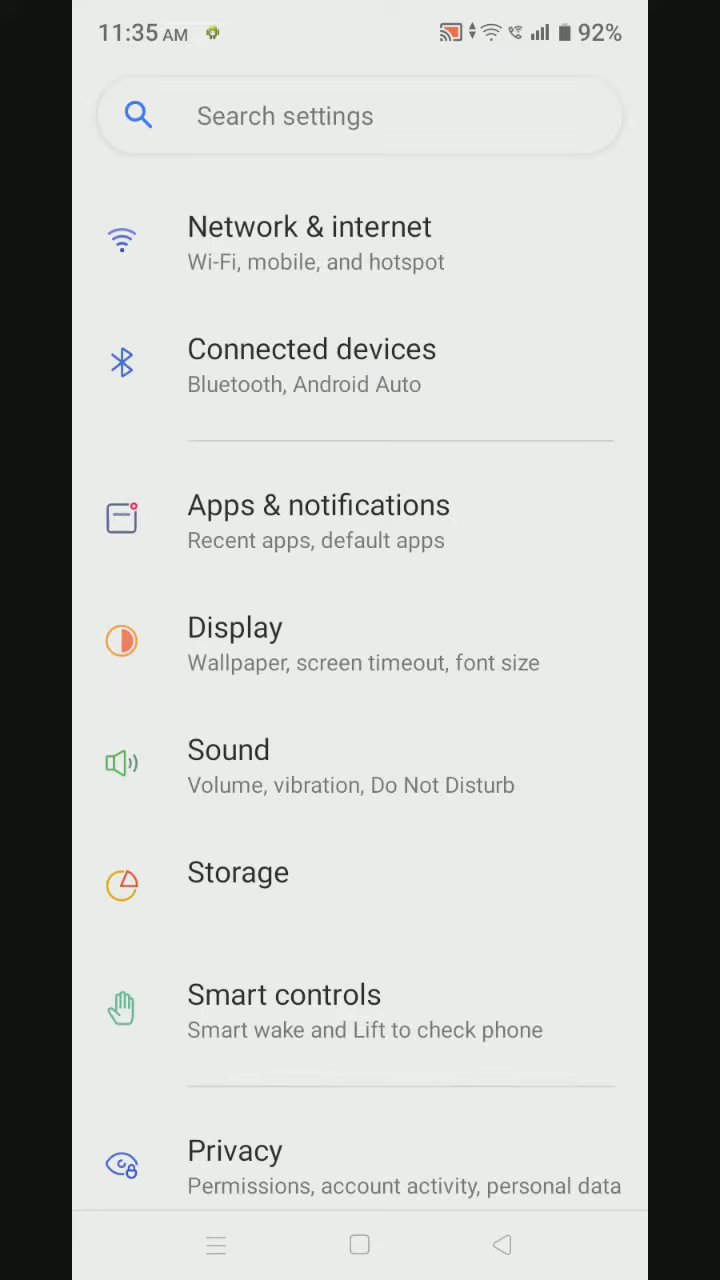 11:35 AM 92%
Search settings
Network & internet
Wi-Fi, mobile, and hotspot
Connected devices
Bluetooth, Android Auto
Apps & notifications
Recent apps, default apps
Display
Wallpaper, screen timeout, font size
Sound
Volume, vibration, Do Not Disturb
Storage
Smart controls
Smart wake and Lift to check phone
Privacy
Permissions, account activity, personal data